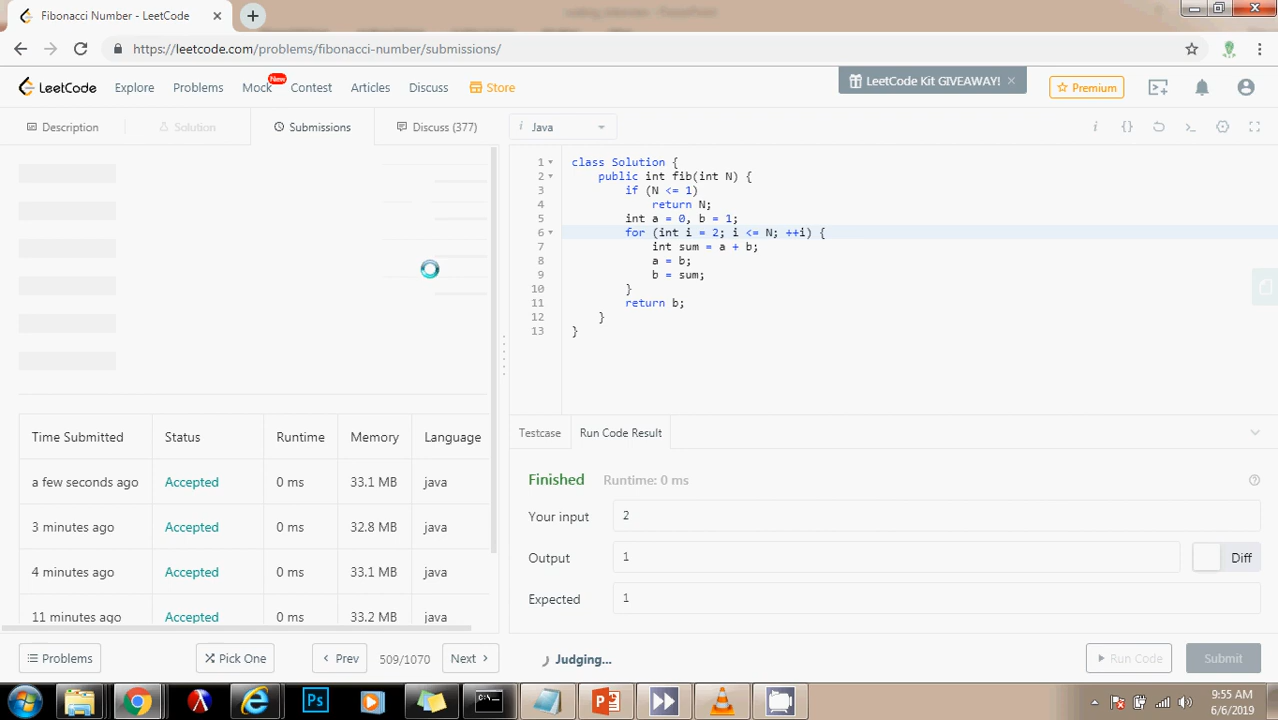 Fibonacci Number - LeetCode
https://leetcode.com/problems/fibonacci-number/submissions/
LeetCode
Explore
Problems
Mock
New
Contest
Articles
Discuss
Store
LeetCode Kit GIVEAWAY!
Premium
Description
Solution
Submissions
Discuss (377)
Java
1 class Solution {
2 public int fib(int N) {
3 if (N <= 1)
4 return N;
5 int a = 0, b = 1;
6 for (int i = 2; i <= N; ++i) {
7 int sum = a + b;
8 a = b;
9 b = sum;
10 }
11 return b;
12 }
13 }
Time Submitted Status Runtime Memory Language
a few seconds ago Accepted 0 ms 33.1 MB java
3 minutes ago Accepted 0 ms 32.8 MB java
4 minutes ago Accepted 0 ms 33.1 MB java
11 minutes ago Accepted 0 ms 33.2 MB java
Testcase
Run Code Result
Finished Runtime: 0 ms
Your input 2
Output 1 Diff
Expected 1
Problems
Pick One
Prev
509/1070
Next
Judging...
Run Code
Submit
Ps
9:55 AM
6/6/2019